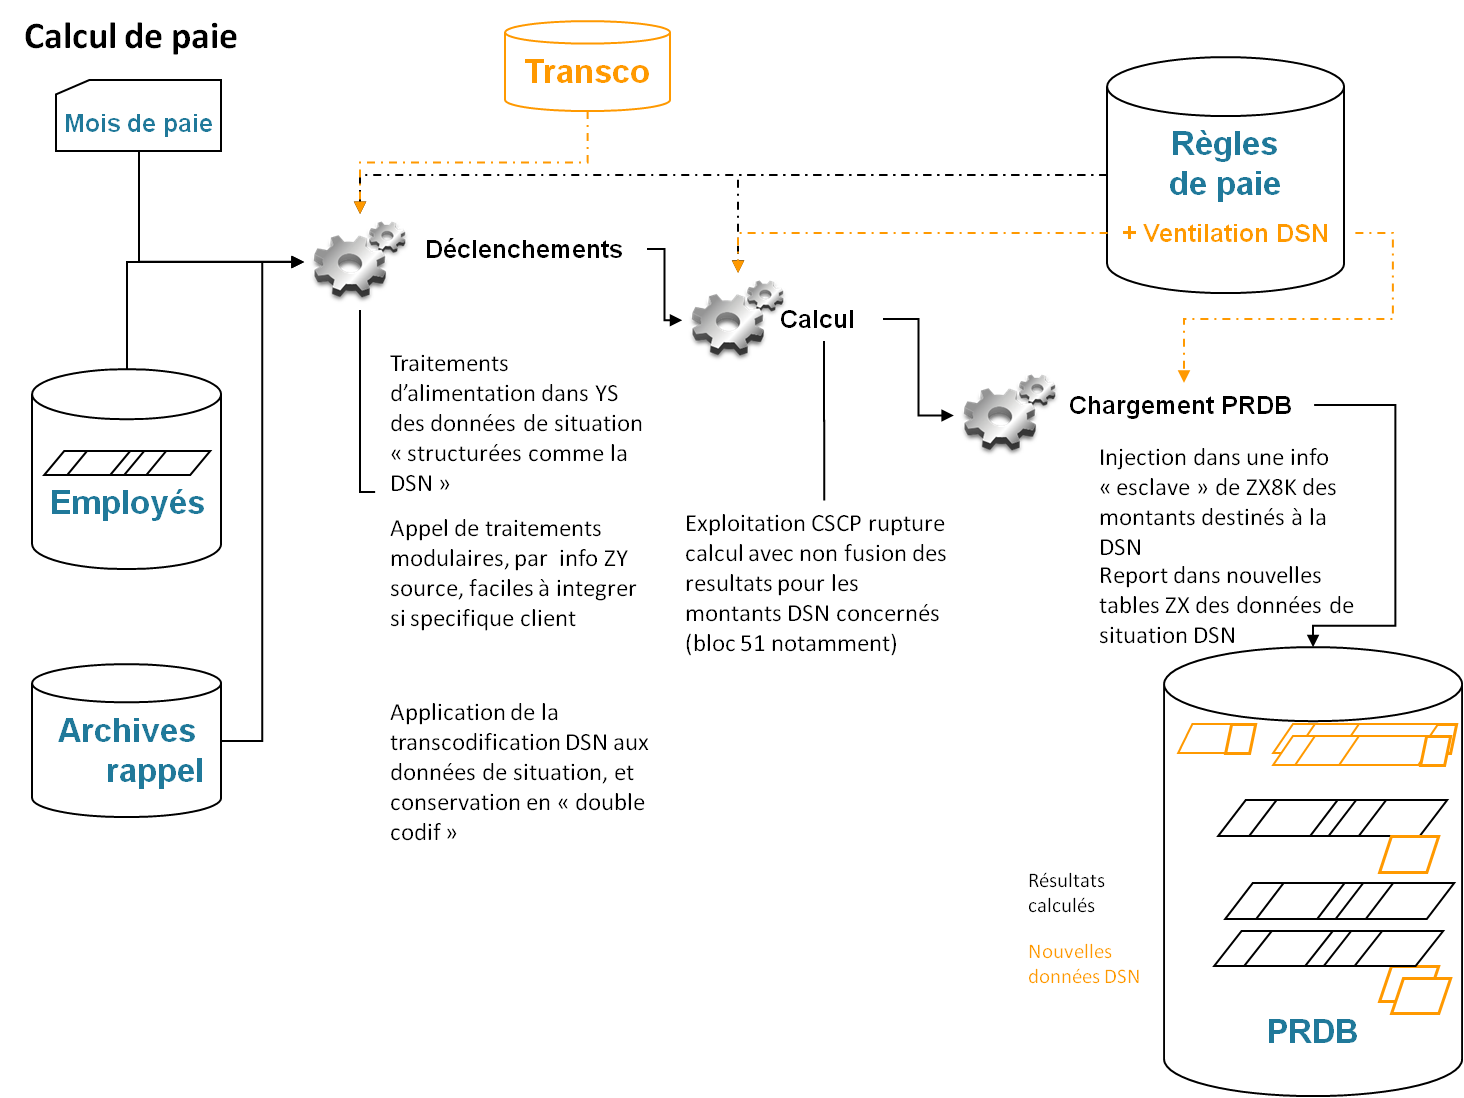 Calcul de paie
Mois de paie
Transco
Règles
de paie
+ Ventilation DSN
Déclenchements
Calcul
Chargement PRDB
Traitements
d’alimentation dans YS
des données de situation
« structurées comme la
DSN »
Appel de traitements
modulaires, par info ZY
source, faciles à integrer
si specifique client
Application de la
transcodification DSN aux
données de situation, et
conservation en « double
codif »
Exploitation CSCP rupture
calcul avec non fusion des
resultats pour les
montants DSN concernés
(bloc 51 notamment)
Injection dans une info
« esclave » de ZX8K des
montants destinés à la
DSN
Report dans nouvelles
tables ZX des données de
situation DSN
Employés
Archives
rappel
Résultats
calculés
Nouvelles
données DSN
PRDB